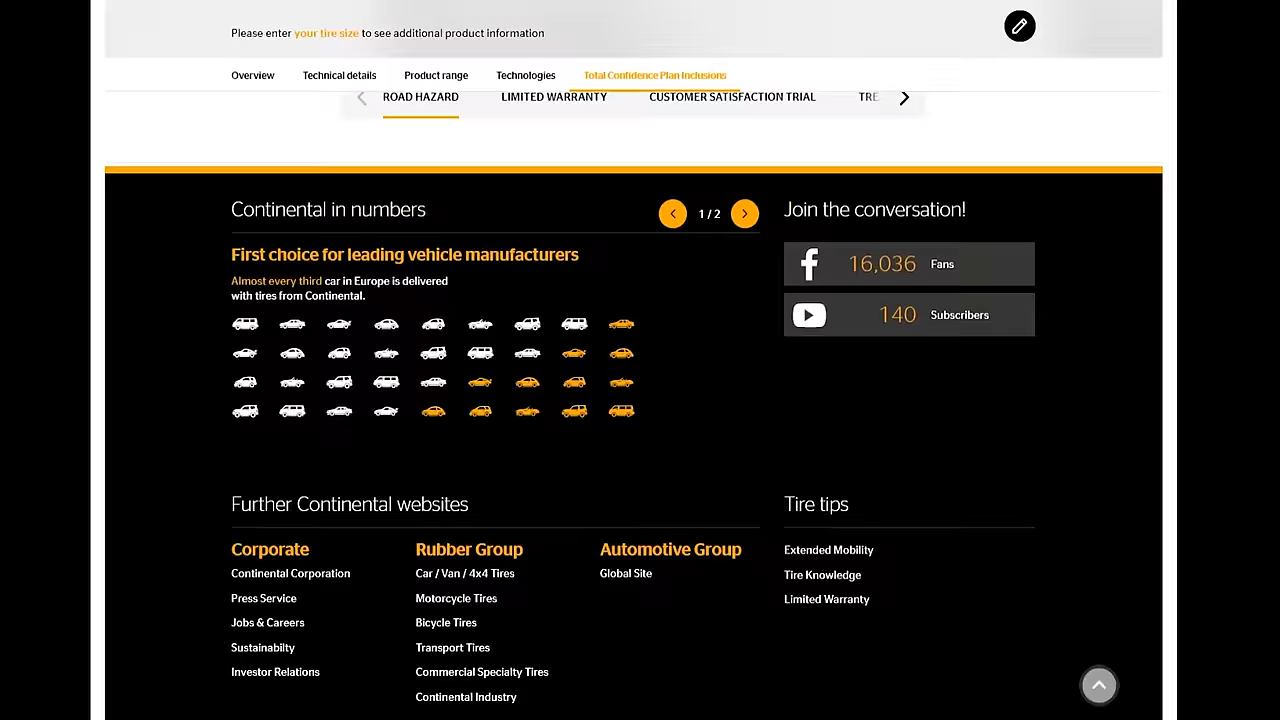 Please enter your tire size to see additional product information
Overview
Technical details
Product range
Technologies
Total Confidence Plan Inclusions
ROAD HAZARD
LIMITED WARRANTY
CUSTOMER SATISFACTION TRIAL
TRE
Continental in numbers
1 / 2
First choice for leading vehicle manufacturers
Almost every third car in Europe is delivered
with tires from Continental.
Join the conversation!
16,036 Fans
140 Subscribers
Further Continental websites
Corporate
Continental Corporation
Press Service
Jobs & Careers
Sustainabilty
Investor Relations
Rubber Group
Car / Van / 4x4 Tires
Motorcycle Tires
Bicycle Tires
Transport Tires
Commercial Specialty Tires
Continental Industry
Automotive Group
Global Site
Tire tips
Extended Mobility
Tire Knowledge
Limited Warranty